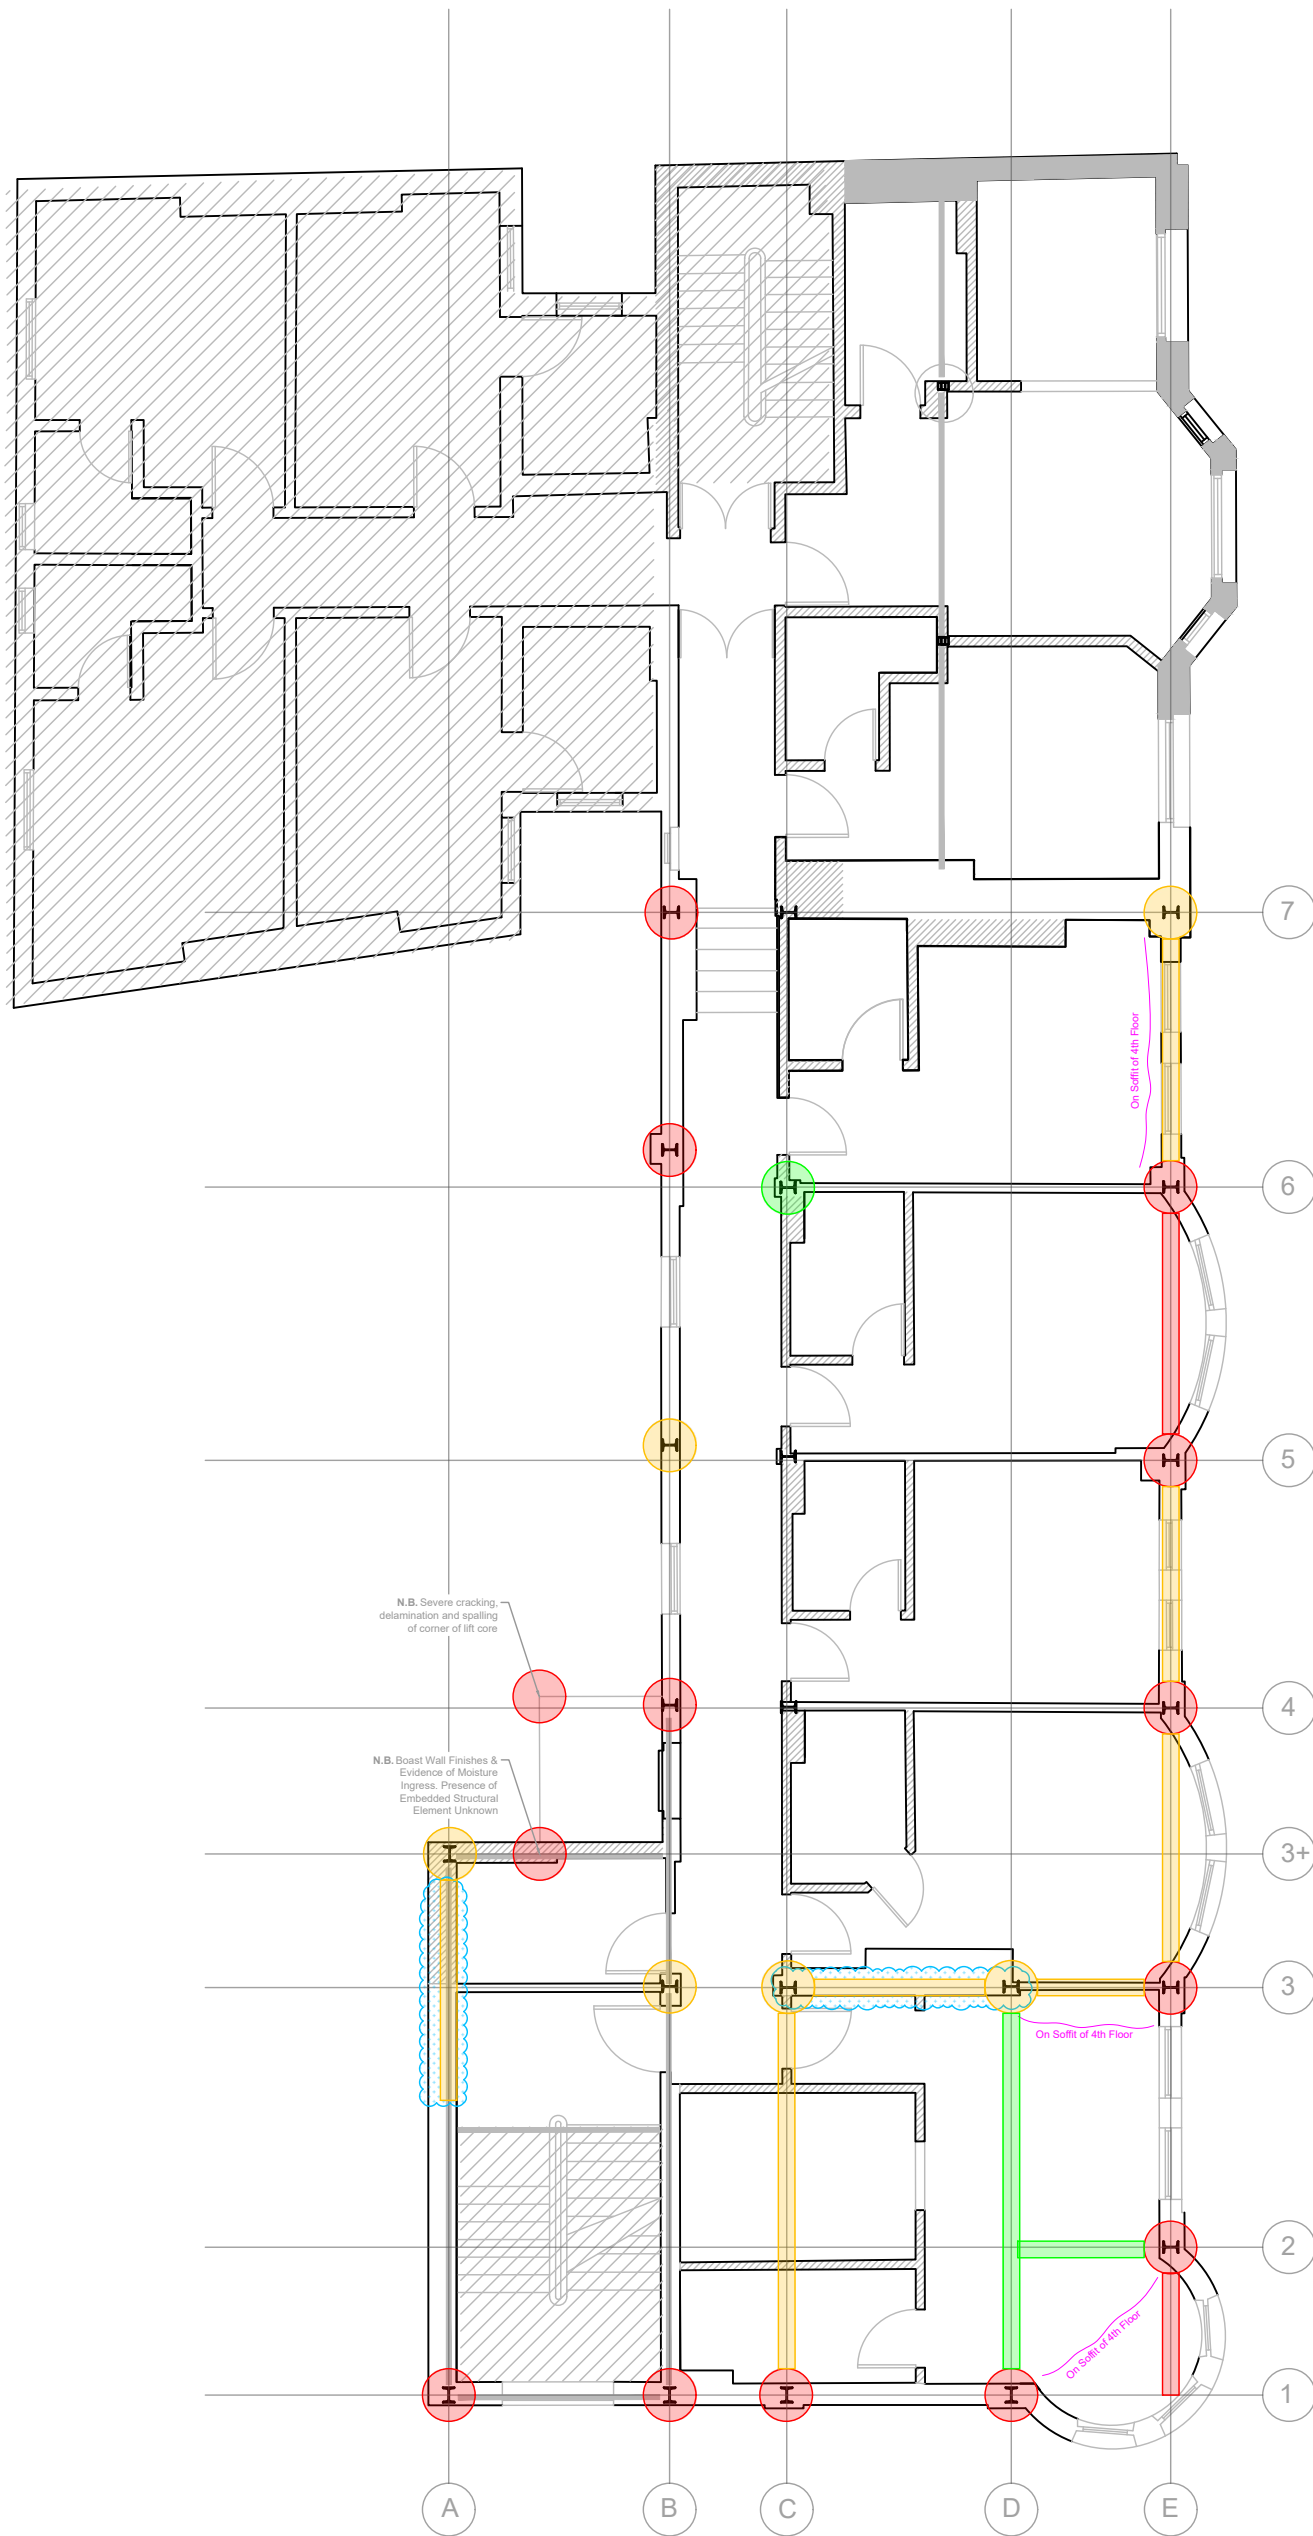 7
On Soffit of 4th Floor
6
5
N.B. Severe cracking,
delamination and spalling
of corner of lift core
4
N.B. Boast Wall Finishes &
Evidence of Moisture
Ingress. Presence of
Embedded Structural
Element Unknown
3+
3
On Soffit of 4th Floor
2
On Soffit of 4th Floor
1
A
B
C
D
E